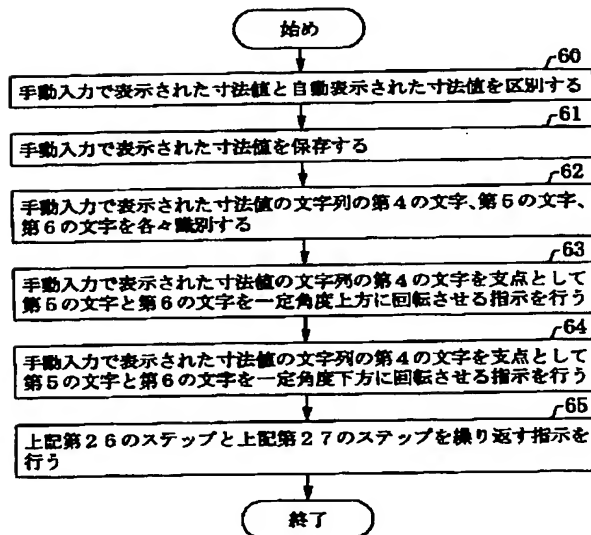 始め
60
手動入力で表示された寸法値と自動表示された寸法値を区別する
61
手動入力で表示された寸法値を保存する
62
手動入力で表示された寸法値の文字列の第4の文字、第5の文字、
第6の文字を各々識別する
63
手動入力で表示された寸法値の文字列の第4の文字を支点として
第5の文字と第6の文字を一定角度上方に回転させる指示を行う
64
手動入力で表示された寸法値の文字列の第4の文字を支点として
第5の文字と第6の文字を一定角度下方に回転させる指示を行う
65
上記第26のステップと上記第27のステップを繰り返す指示を
行う
終了